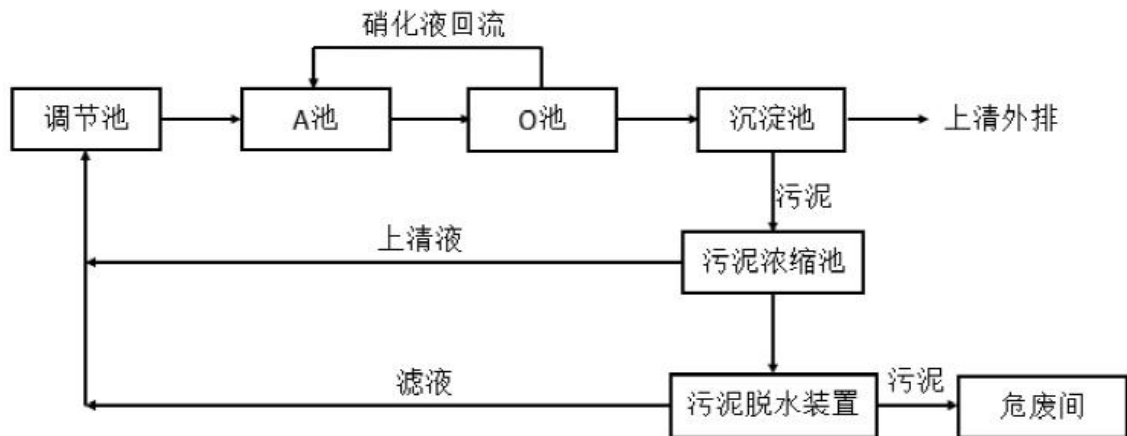 硝化液回流
调节池
A池
O池
沉淀池
上清外排
污泥
上清液
污泥浓缩池
滤液
污泥脱水装置
污泥
危废间